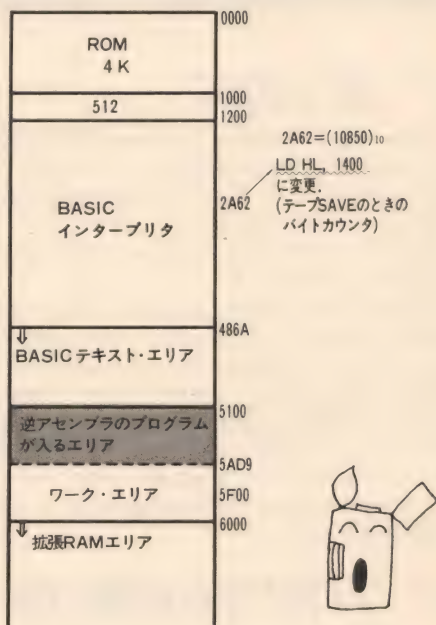 0000
ROM
4K
1000
512
1200
2A62=(10850)10
LD HL, 1400
に変更.
(テープSAVEのときの
バイトカウンタ)
2A62
BASIC
インタープリタ
486A
⇓
BASICテキスト・エリア
5100
逆アセンブラのプログラム
が入るエリア
5AD9
ワーク・エリア
5F00
6000
⇓
拡張RAMエリア